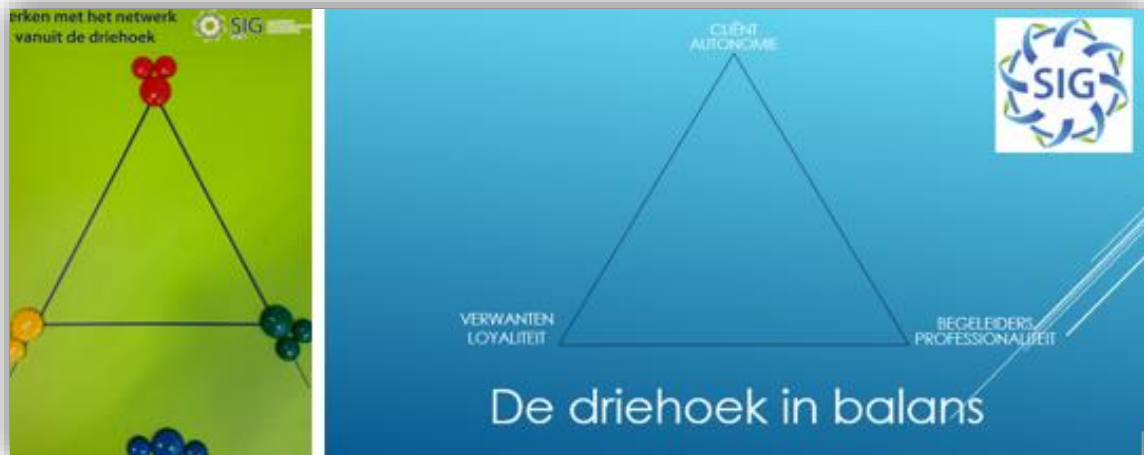 erken met het netwerk
vanuit de driehoek
SIG
CLIËNT
AUTONOMIE
SIG
VERWANTEN
LOYALITEIT
BEGELEIDERS
PROFESSIONALITEIT
De driehoek in balans